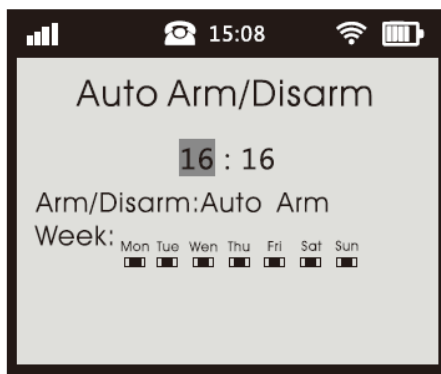 15:08
Auto Arm/Disarm
16 : 16
Arm/Disarm:Auto Arm
Week: Mon Tue Wen Thu Fri Sat Sun